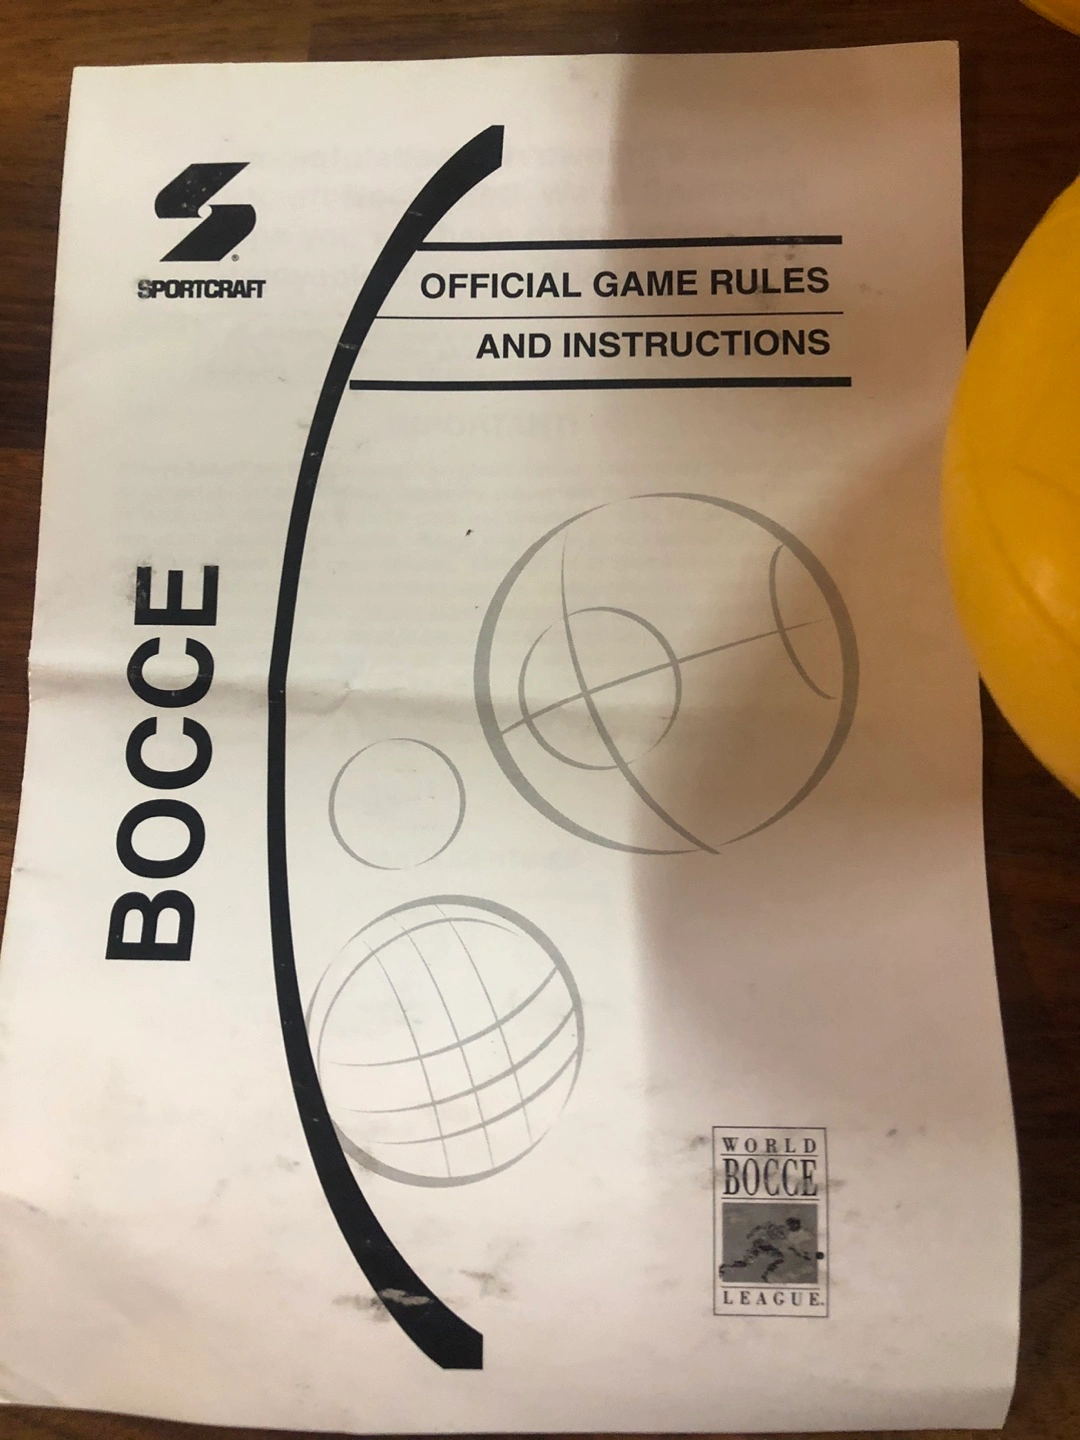 SPORTCRAFT
OFFICIAL GAME RULES
AND INSTRUCTIONS
BOCCE
WORLD
BOCCE
LEAGUE.